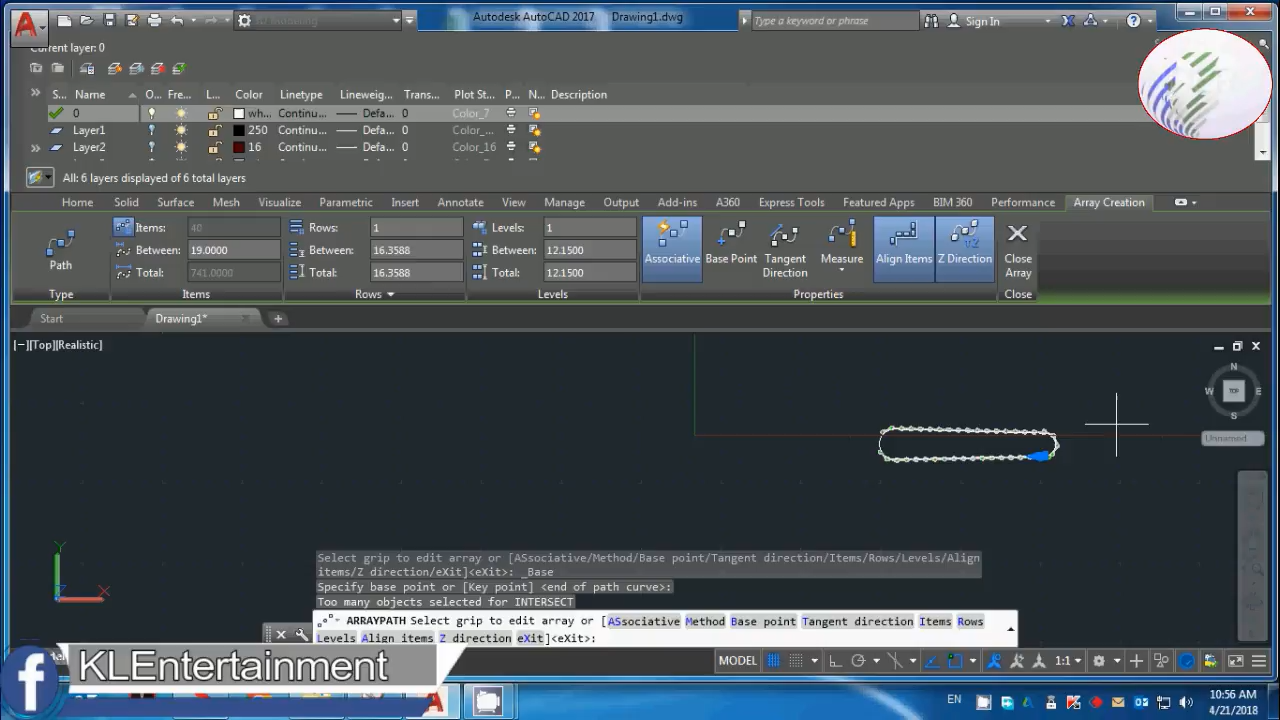 3D Modeling
Autodesk AutoCAD 2017 Drawing1.dwg
Type a keyword or phrase
Sign In
Current layer: 0
S... Name O... Fre... L... Color Linetype Lineweig... Trans... Plot St... P... N... Description
0 wh... Continu... Defa... 0 Color_7
Layer1 250 Continu... Defa... 0 Color_...
Layer2 16 Continu... Defa... 0 Color_16
All: 6 layers displayed of 6 total layers
Home Solid Surface Mesh Visualize Parametric Insert Annotate View Manage Output Add-ins A360 Express Tools Featured Apps BIM 360 Performance Array Creation
Items: 40 Rows: 1 Levels: 1
Between: 19.0000 Between: 16.3588 Between: 12.1500
Total: 741.0000 Total: 16.3588 Total: 12.1500
Path Associative Base Point Tangent Direction Measure Align Items Z Direction Close Array
Type Items Rows Levels Properties Close
Start Drawing1*
[−][Top][Realistic]
N
W TOP E
S
Unnamed
Y
X
Select grip to edit array or [ASsociative/Method/Base point/Tangent direction/Items/Rows/Levels/Align
items/Z direction/eXit]<eXit>: _Base
Specify base point or [Key point] <end of path curve>:
Too many objects selected for INTERSECT
ARRAYPATH Select grip to edit array or [ASsociative Method Base point Tangent direction Items Rows
Levels Align items Z direction eXit]<eXit>:
MODEL 1:1
KLEntertainment
EN
10:56 AM
4/21/2018